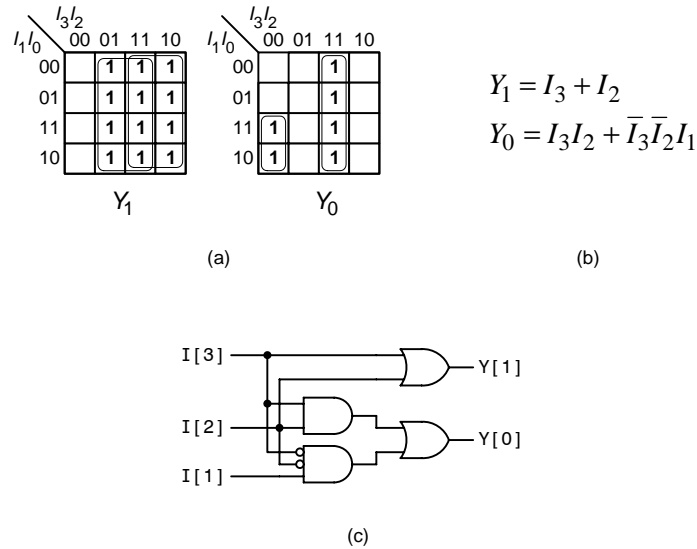 I₃I₂ I₃I₂
I₁I₀ 00 01 11 10 I₁I₀ 00 01 11 10
00 1 1 1 00 1
01 1 1 1 01 1
11 1 1 1 11 1 1
10 1 1 1 10 1 1
Y₁ Y₀
Y₁ = I₃ + I₂
Y₀ = I₃I₂ + I̅₃I̅₂I₁
(a) (b)
I[3] Y[1]
I[2] Y[0]
I[1]
(c)